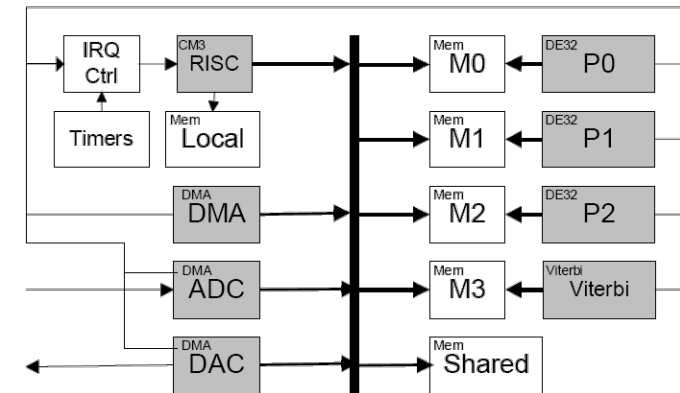 IRQ
Ctrl
CM3
RISC
Mem
M0
DE32
P0
Timers
Mem
Local
Mem
M1
DE32
P1
DMA
DMA
Mem
M2
DE32
P2
DMA
ADC
Mem
M3
Viterbi
Viterbi
DMA
DAC
Mem
Shared